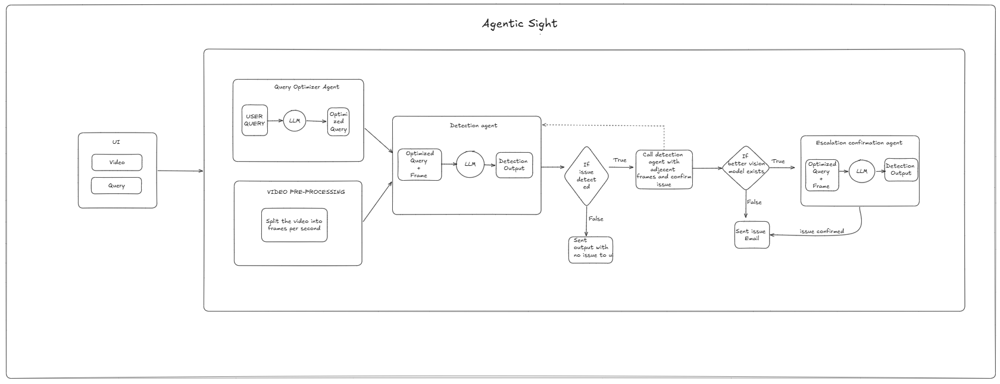 Agentic Sight
UI
Video
Query
Query Optimizer Agent
USER
QUERY
LLM
Optimi
zed
Query
VIDEO PRE-PROCESSING
Split the video into
frames per second
Detection agent
Optimized
Query
+
Frame
LLM
Detection
Output
If
issue
detect
ed
True
False
Sent
output with
no issue to ui
Call detection
agent with
adjecent
frames and confirm
issue
If
better vision
model exists
True
False
Sent issue
Email
Escalation confirmation agent
Optimized
Query
+
Frame
LLM
Detection
Output
issue confirmed